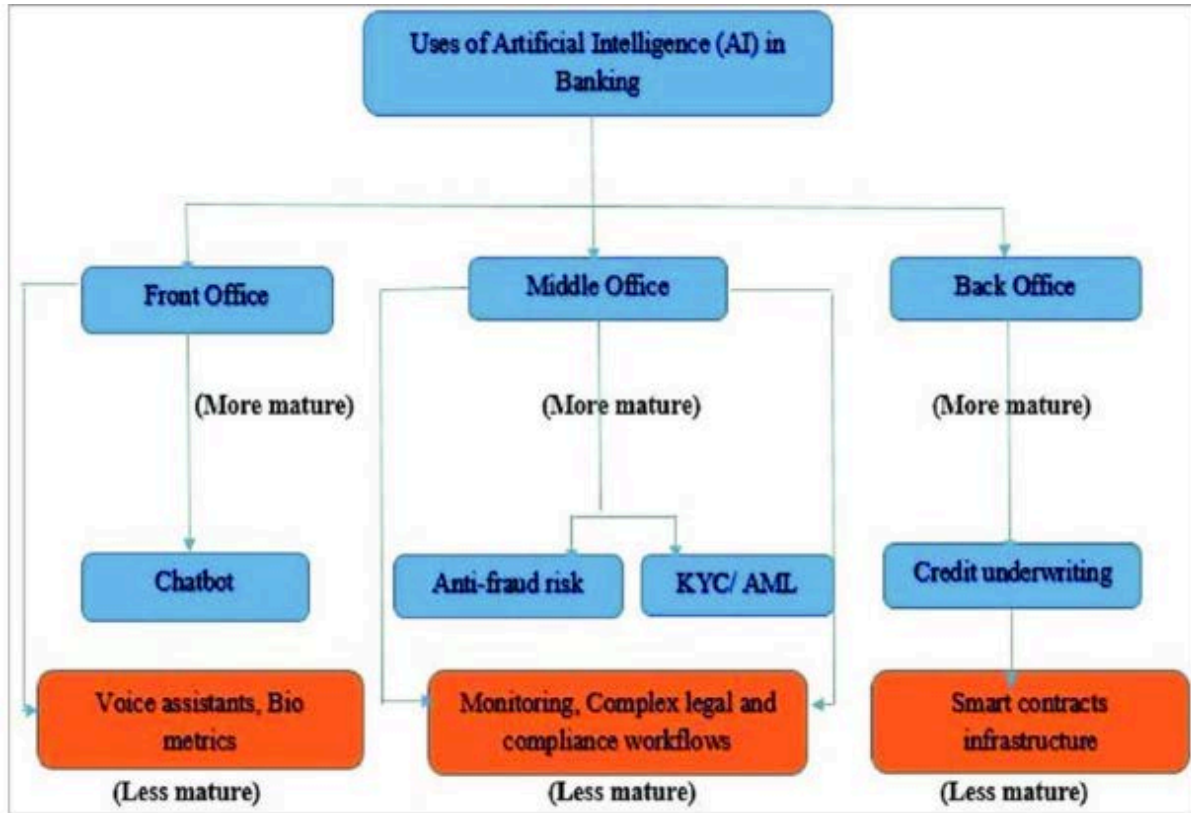 Uses of Artificial Intelligence (AI) in
Banking
Front Office
Middle Office
Back Office
(More mature)
(More mature)
(More mature)
Chatbot
Anti-fraud risk
KYC/ AML
Credit underwriting
Voice assistants, Bio
metrics
Monitoring, Complex legal and
compliance workflows
Smart contracts
infrastructure
(Less mature)
(Less mature)
(Less mature)